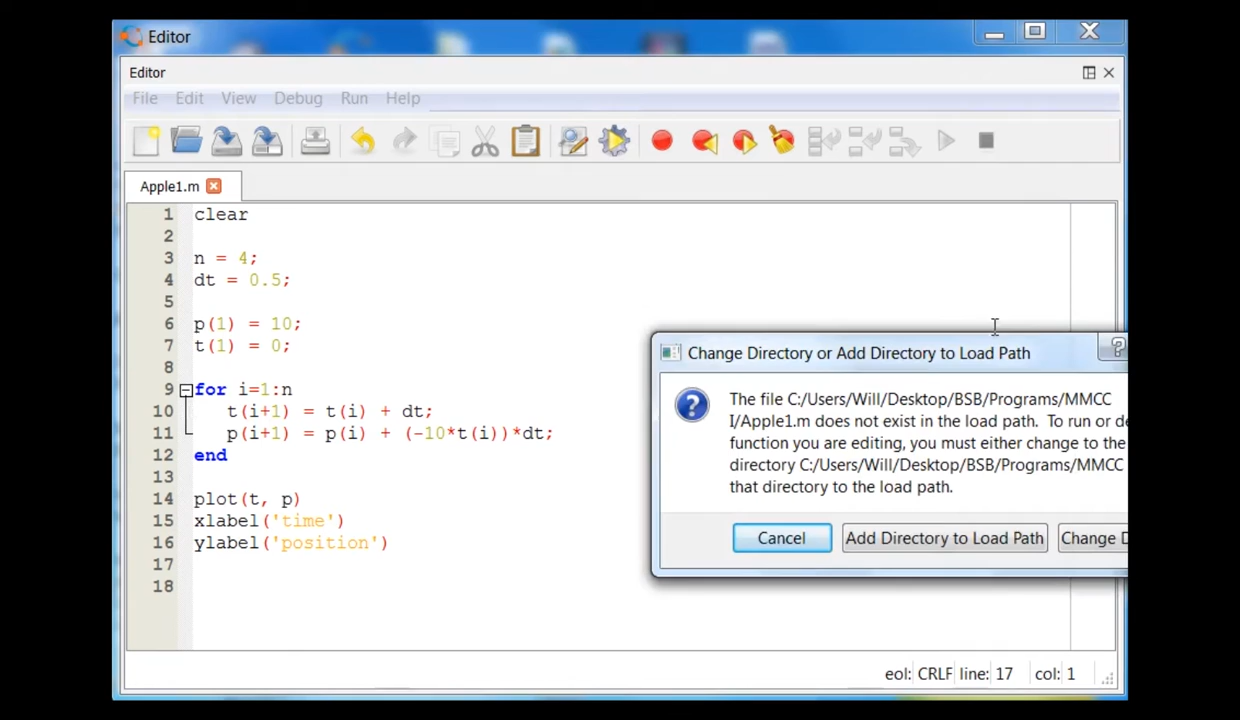 Editor
Editor
File Edit View Debug Run Help
Apple1.m
1 clear
2
3 n = 4;
4 dt = 0.5;
5
6 p(1) = 10;
7 t(1) = 0;
8
9 for i=1:n
10 t(i+1) = t(i) + dt;
11 p(i+1) = p(i) + (-10*t(i))*dt;
12 end
13
14 plot(t, p)
15 xlabel('time')
16 ylabel('position')
17
18
Change Directory or Add Directory to Load Path
The file C:/Users/Will/Desktop/BSB/Programs/MMCC
I/Apple1.m does not exist in the load path. To run or de
function you are editing, you must either change to the
directory C:/Users/Will/Desktop/BSB/Programs/MMCC
that directory to the load path.
Cancel Add Directory to Load Path Change D
eol: CRLF line: 17 col: 1